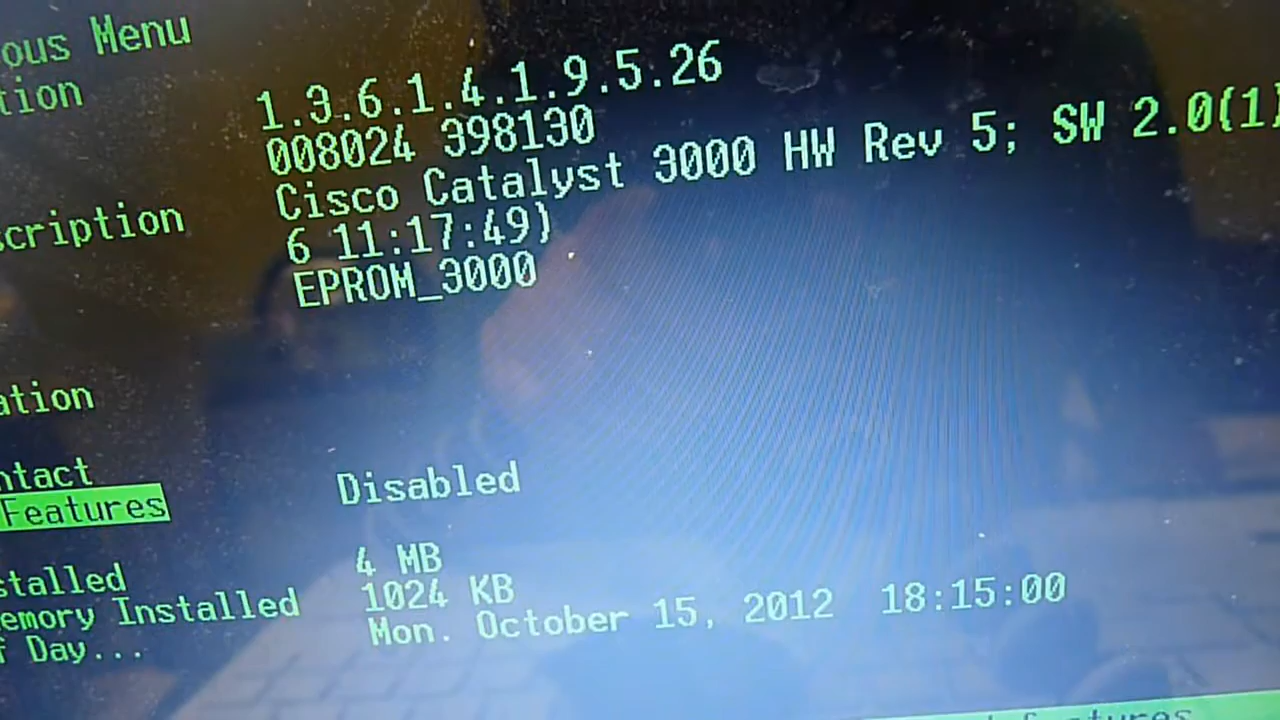 ous Menu
tion 1.3.6.1.4.1.9.5.26
008024 398130
scription Cisco Catalyst 3000 HW Rev 5; SW 2.0(1)
6 11:17:49)
EPROM_3000
ation
ntact
Features Disabled
stalled 4 MB
emory Installed 1024 KB
f Day... Mon. October 15, 2012 18:15:00
features